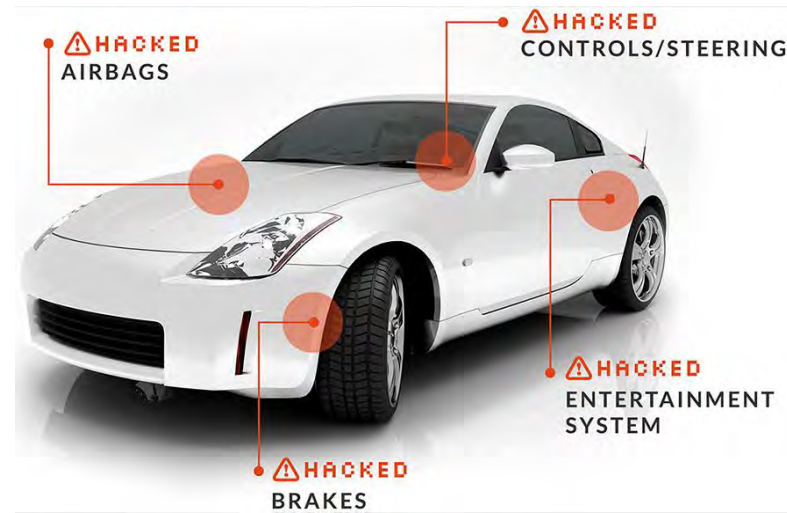 HACKED
CONTROLS/STEERING
HACKED
AIRBAGS
HACKED
ENTERTAINMENT
SYSTEM
HACKED
BRAKES